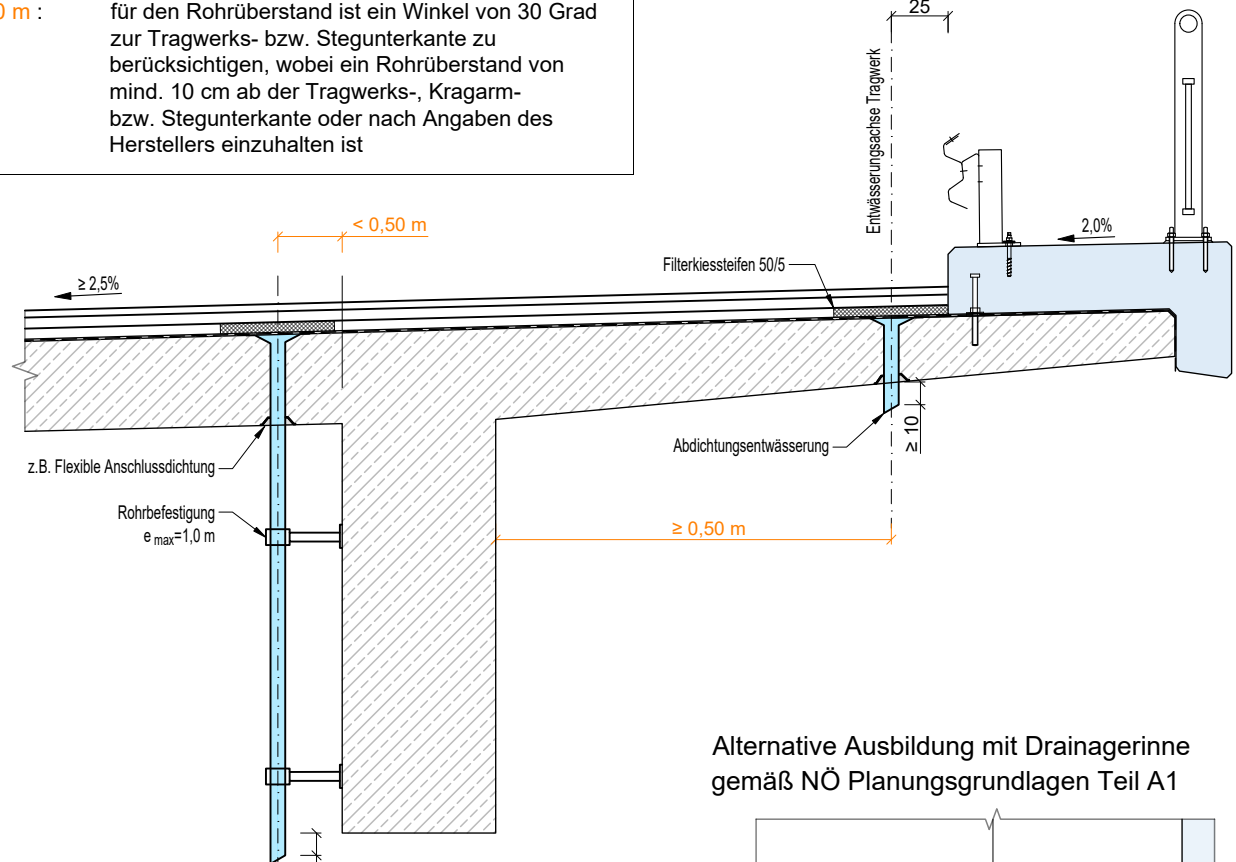 0 m :
für den Rohrüberstand ist ein Winkel von 30 Grad
zur Tragwerks- bzw. Stegunterkante zu
berücksichtigen, wobei ein Rohrüberstand von
mind. 10 cm ab der Tragwerks-, Kragarm-
bzw. Stegunterkante oder nach Angaben des
Herstellers einzuhalten ist
25
Entwässerungsachse Tragwerk
< 0,50 m
2,0%
≥ 2,5%
Filterkiessteifen 50/5
z.B. Flexible Anschlussdichtung
Abdichtungsentwässerung
≥ 10
Rohrbefestigung
e max=1,0 m
≥ 0,50 m
Alternative Ausbildung mit Drainagerinne
gemäß NÖ Planungsgrundlagen Teil A1